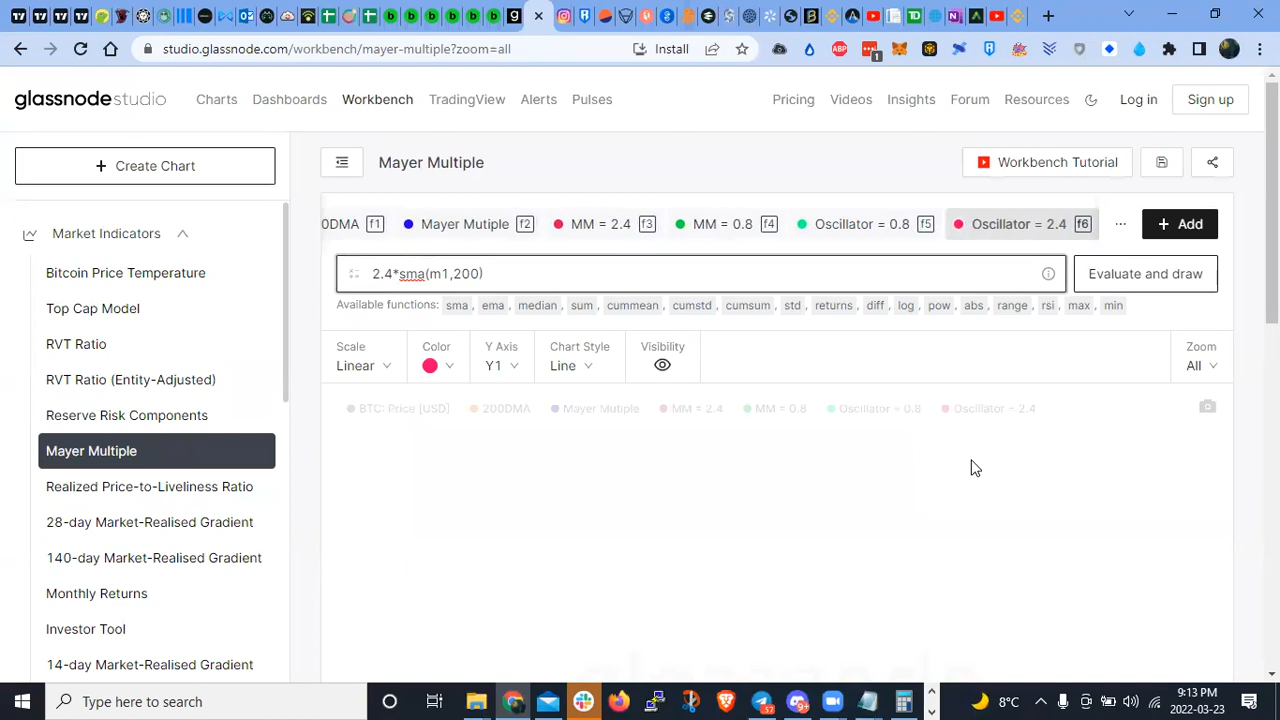 studio.glassnode.com/workbench/mayer-multiple?zoom=all
Install
ABP
1
glassnodestudio
Charts
Dashboards
Workbench
TradingView
Alerts
Pulses
Pricing
Videos
Insights
Forum
Resources
Log in
Sign up
+ Create Chart
Market Indicators
Bitcoin Price Temperature
Top Cap Model
RVT Ratio
RVT Ratio (Entity-Adjusted)
Reserve Risk Components
Mayer Multiple
Realized Price-to-Liveliness Ratio
28-day Market-Realised Gradient
140-day Market-Realised Gradient
Monthly Returns
Investor Tool
14-day Market-Realised Gradient
Mayer Multiple
Workbench Tutorial
0DMA f1
Mayer Mutiple f2
MM = 2.4 f3
MM = 0.8 f4
Oscillator = 0.8 f5
Oscillator = 2.4 f6
...
+ Add
2.4*sma(m1,200)
Evaluate and draw
Available functions: sma , ema , median , sum , cummean , cumstd , cumsum , std , returns , diff , log , pow , abs , range , rsi , max , min
Scale
Linear
Color
Y Axis
Y1
Chart Style
Line
Visibility
Zoom
All
BTC: Price [USD]
200DMA
Mayer Mutiple
MM = 2.4
MM = 0.8
Oscillator = 0.8
Oscillator = 2.4
Type here to search
8°C
9:13 PM
2022-03-23